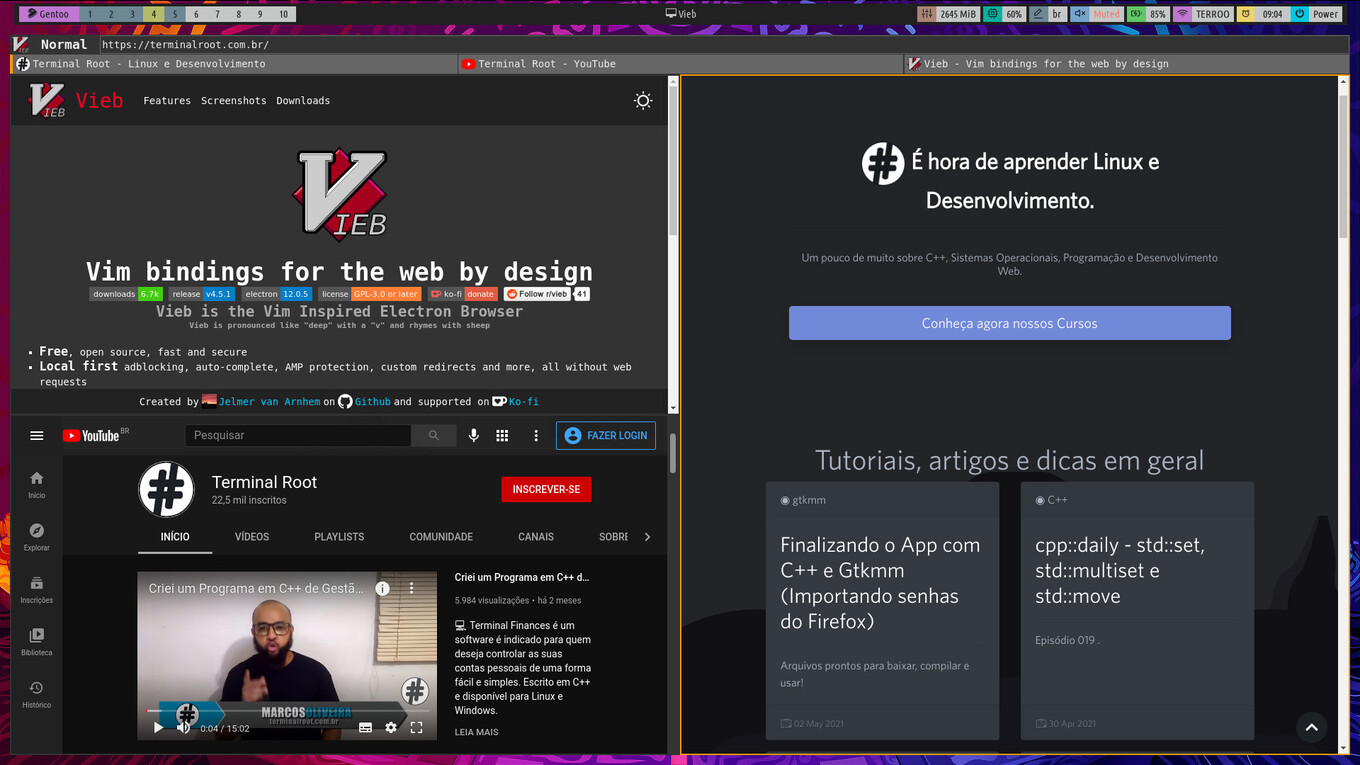 Gentoo 1 2 3 4 5 6 7 8 9 10
Vieb
2645 MiB 60% br Muted 85% TERROO 09:04 Power
Normal https://terminalroot.com.br/
Terminal Root - Linux e Desenvolvimento
Terminal Root - YouTube
Vieb - Vim bindings for the web by design
VIEB Vieb Features Screenshots Downloads
VIEB
Vim bindings for the web by design
downloads 6.7k release v4.5.1 electron 12.0.5 license GPL-3.0 or later ko-fi donate Follow r/vieb 41
Vieb is the Vim Inspired Electron Browser
Vieb is pronounced like "deep" with a "v" and rhymes with sheep
▪ Free, open source, fast and secure
▪ Local first adblocking, auto-complete, AMP protection, custom redirects and more, all without web
requests
Created by Jelmer van Arnhem on Github and supported on Ko-fi
YouTube BR
Pesquisar
FAZER LOGIN
Início
Explorar
Inscrições
Biblioteca
Histórico
Terminal Root
22,5 mil inscritos
INSCREVER-SE
INÍCIO VÍDEOS PLAYLISTS COMUNIDADE CANAIS SOBRE
Criei um Programa em C++ de Gestã...
MARCOS OLIVEIRA
terminalroot.com.br
0:04 / 15:02
Criei um Programa em C++ d...
5.984 visualizações • há 2 meses
💻 Terminal Finances é um
software é indicado para quem
deseja controlar as suas
contas pessoais de uma forma
fácil e simples. Escrito em C++
e disponível para Linux e
Windows.
LEIA MAIS
# É hora de aprender Linux e
Desenvolvimento.
Um pouco de muito sobre C++, Sistemas Operacionais, Programação e Desenvolvimento
Web.
Conheça agora nossos Cursos
Tutoriais, artigos e dicas em geral
◉ gtkmm
Finalizando o App com
C++ e Gtkmm
(Importando senhas
do Firefox)
Arquivos prontos para baixar, compilar e
usar!
02 May 2021
◉ C++
cpp::daily - std::set,
std::multiset e
std::move
Episódio 019 .
30 Apr 2021